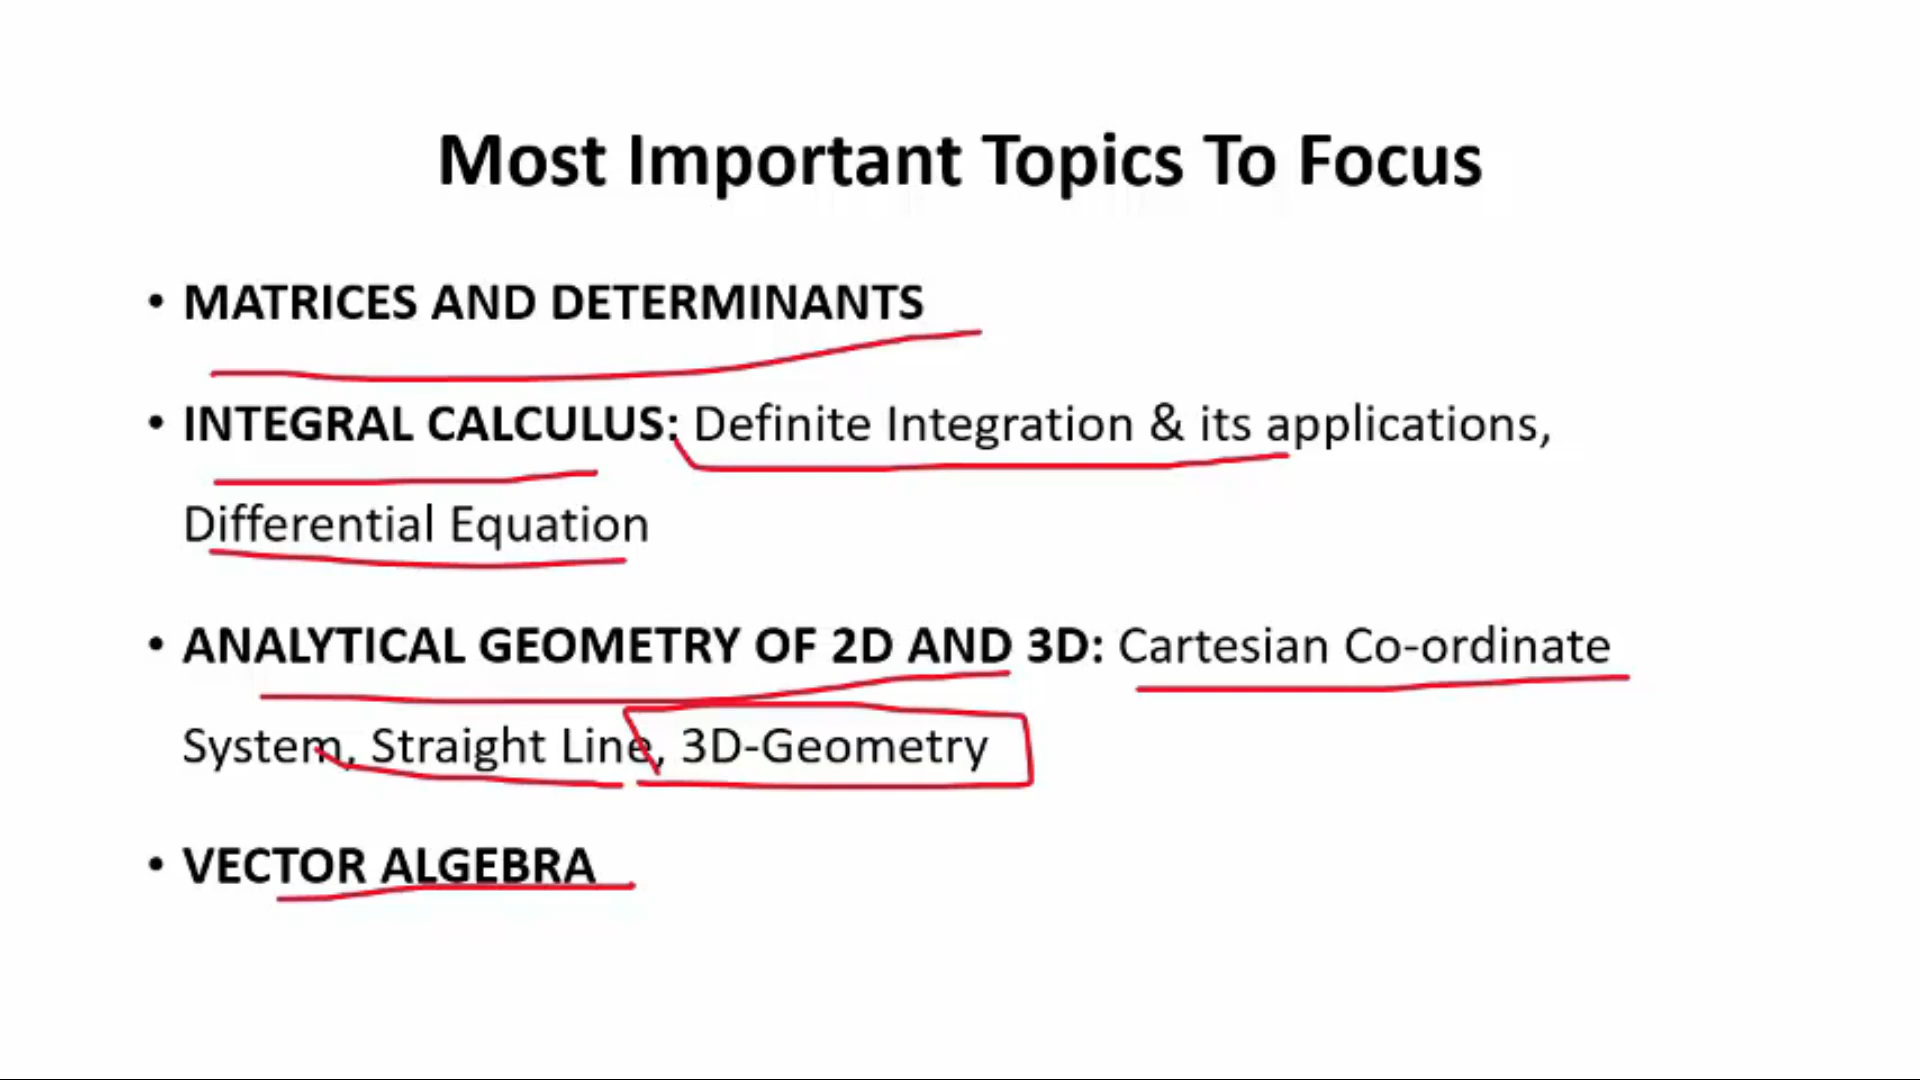 Most Important Topics To Focus
• MATRICES AND DETERMINANTS
• INTEGRAL CALCULUS: Definite Integration & its applications,
Differential Equation
• ANALYTICAL GEOMETRY OF 2D AND 3D: Cartesian Co-ordinate
System, Straight Line, 3D-Geometry
• VECTOR ALGEBRA